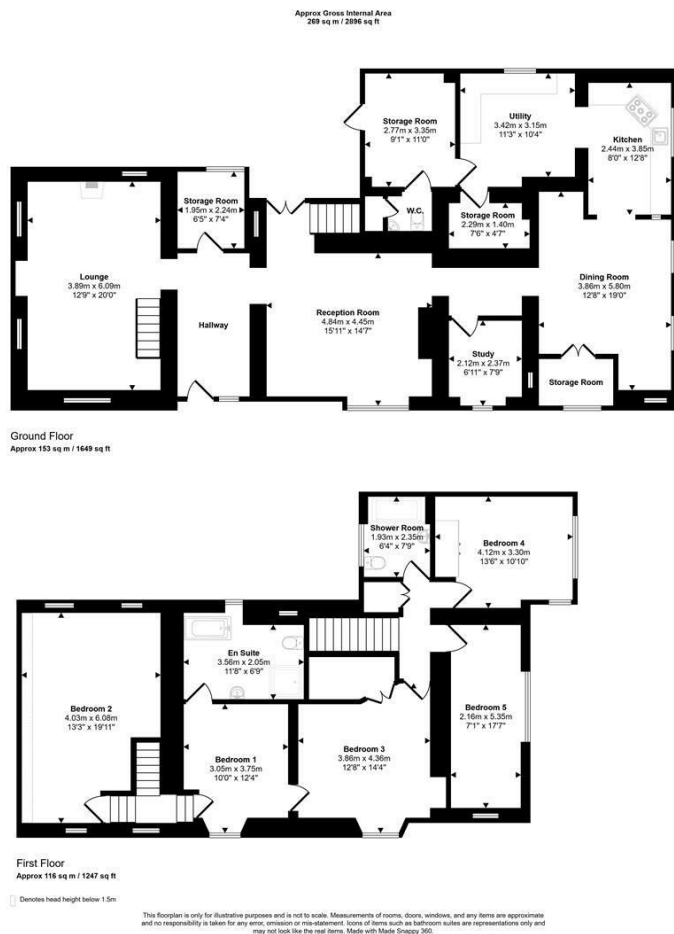 Approx Gross Internal Area
269 sq m / 2896 sq ft
Storage Room
2.77m x 3.35m
9'1" x 11'0"
Utility
3.42m x 3.15m
11'3" x 10'4"
Kitchen
2.44m x 3.85m
8'0" x 12'8"
Storage Room
1.95m x 2.24m
6'5" x 7'4"
W.C.
Storage Room
2.29m x 1.40m
7'6" x 4'7"
Lounge
3.89m x 6.09m
12'9" x 20'0"
Hallway
Reception Room
4.84m x 4.45m
15'11" x 14'7"
Dining Room
3.86m x 5.80m
12'8" x 19'0"
Study
2.12m x 2.37m
6'11" x 7'9"
Storage Room
Ground Floor
Approx 153 sq m / 1649 sq ft
Shower Room
1.93m x 2.35m
6'4" x 7'9"
Bedroom 4
4.12m x 3.30m
13'6" x 10'10"
En Suite
3.56m x 2.05m
11'8" x 6'9"
Bedroom 2
4.03m x 6.08m
13'3" x 19'11"
Bedroom 1
3.05m x 3.75m
10'0" x 12'4"
Bedroom 3
3.86m x 4.36m
12'8" x 14'4"
Bedroom 5
2.16m x 5.35m
7'1" x 17'7"
First Floor
Approx 116 sq m / 1247 sq ft
Denotes head height below 1.5m
This floorplan is only for illustrative purposes and is not to scale. Measurements of rooms, doors, windows, and any items are approximate
and no responsibility is taken for any error, omission or mis-statement. Icons of items such as bathroom suites are representations only and
may not look like the real items. Made with Made Snappy 360.